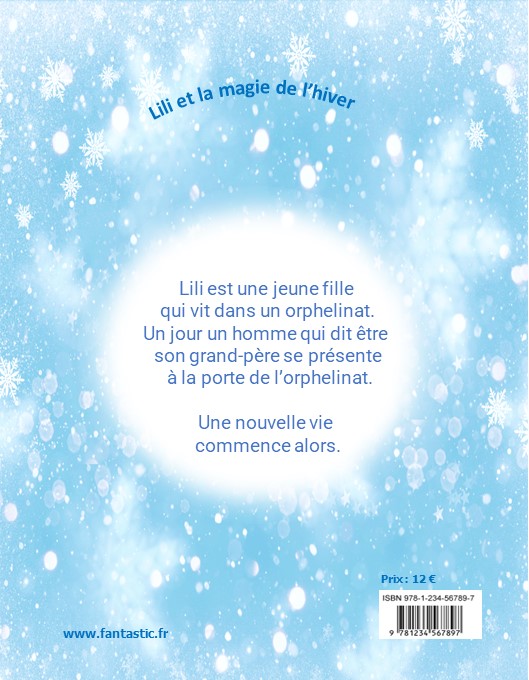 Lili et la magie de l'hiver
Lili est une jeune fille
qui vit dans un orphelinat.
Un jour un homme qui dit être
son grand-père se présente
à la porte de l'orphelinat.
Une nouvelle vie
commence alors.
Prix : 12 €
ISBN 978-1-234-56789-7
9 781234 567897
www.fantastic.fr